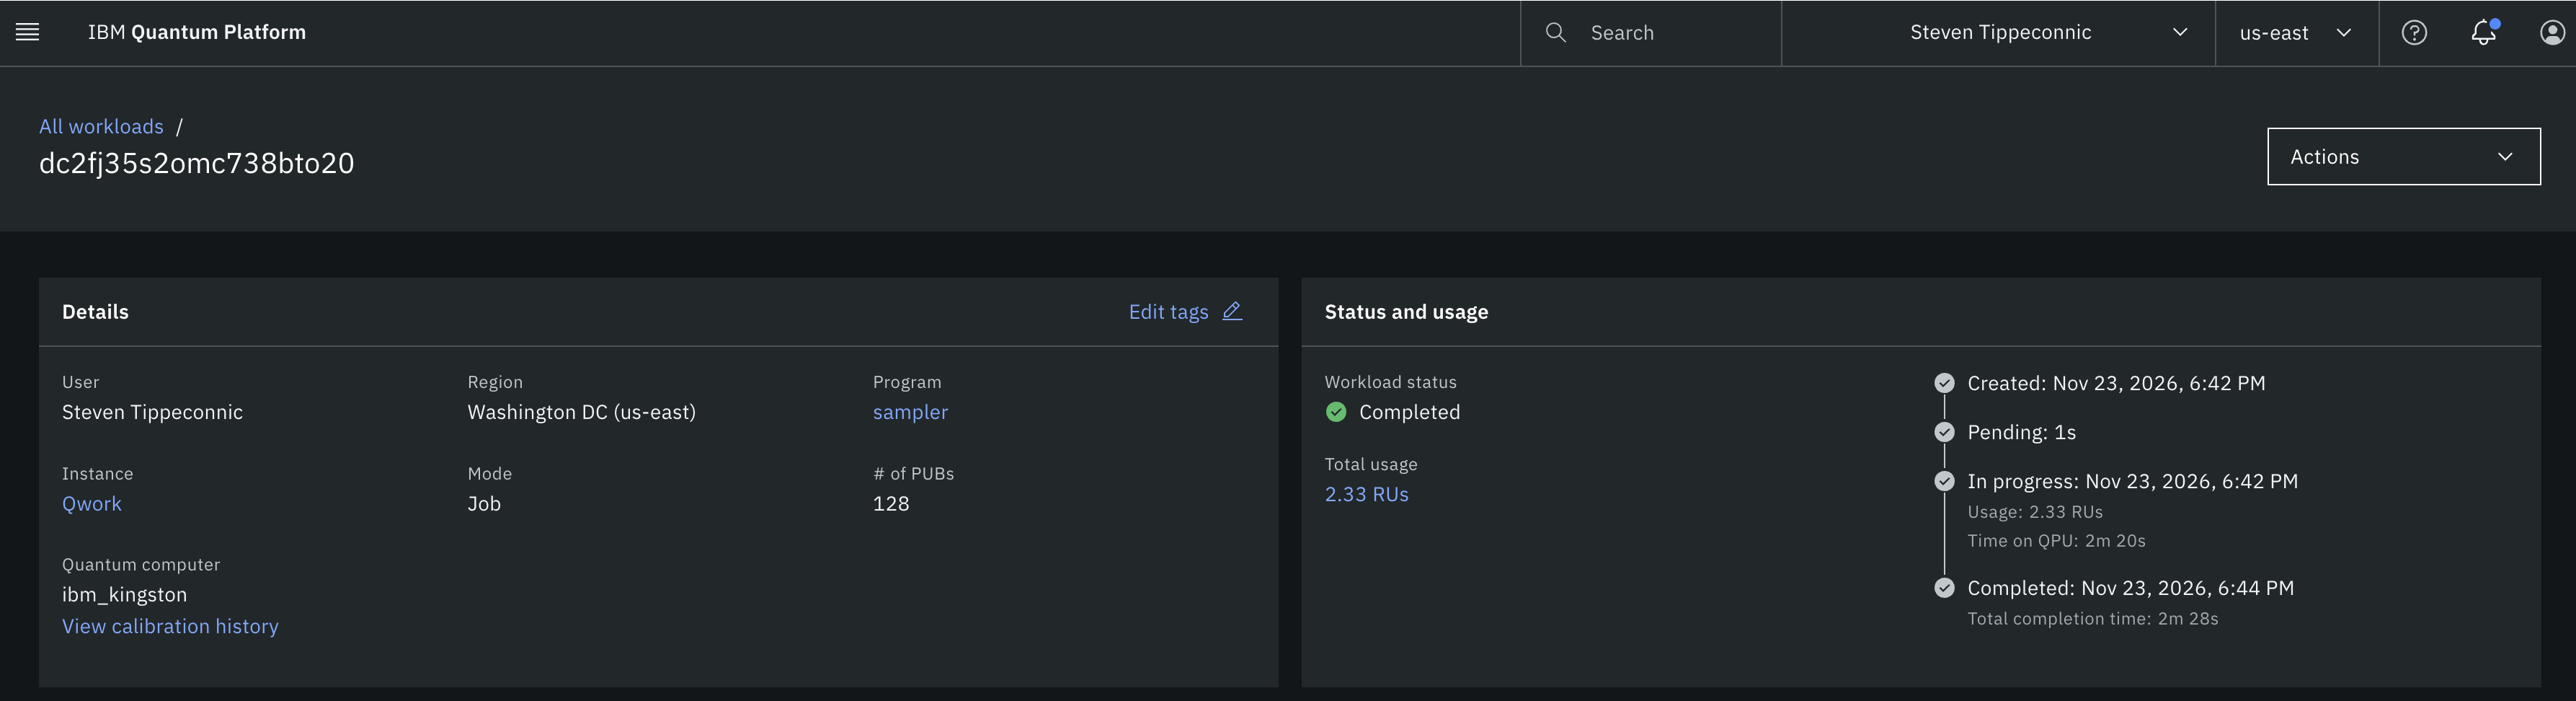 IBM Quantum Platform
Search
Steven Tippeconnic
us-east
All workloads /
dc2fj35s2omc738bto20
Actions
Details
Edit tags
User
Steven Tippeconnic
Region
Washington DC (us-east)
Program
sampler
Instance
Qwork
Mode
Job
# of PUBs
128
Quantum computer
ibm_kingston
View calibration history
Status and usage
Workload status
Completed
Total usage
2.33 RUs
Created: Nov 23, 2026, 6:42 PM
Pending: 1s
In progress: Nov 23, 2026, 6:42 PM
Usage: 2.33 RUs
Time on QPU: 2m 20s
Completed: Nov 23, 2026, 6:44 PM
Total completion time: 2m 28s